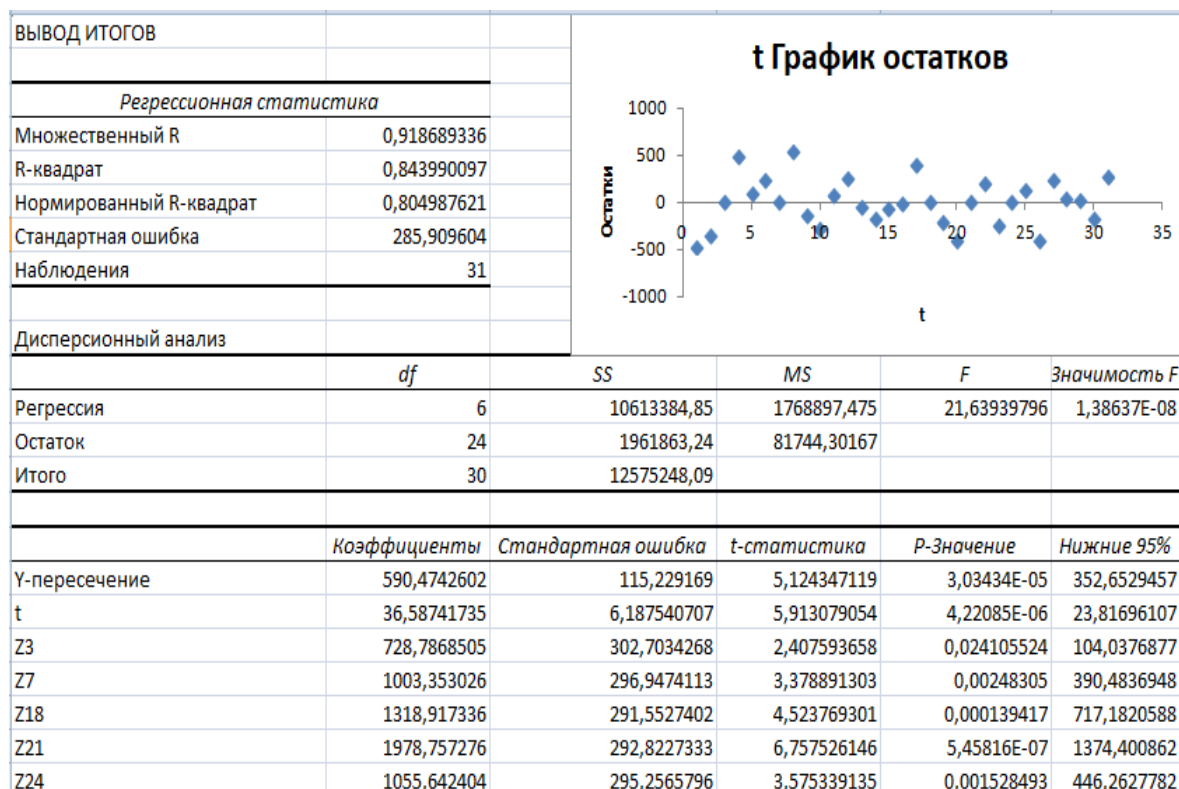 ВЫВОД ИТОГОВ
Регрессионная статистика
Множественный R 0,918689336
R-квадрат 0,843990097
Нормированный R-квадрат 0,804987621
Стандартная ошибка 285,909604
Наблюдения 31
t График остатков
1000
500
0
-500
-1000
Остатки
0 5 10 15 20 25 30 35
t
Дисперсионный анализ
df SS MS F Значимость F
Регрессия 6 10613384,85 1768897,475 21,63939796 1,38637E-08
Остаток 24 1961863,24 81744,30167
Итого 30 12575248,09
Коэффициенты Стандартная ошибка t-статистика P-Значение Нижние 95%
Y-пересечение 590,4742602 115,229169 5,124347119 3,03434E-05 352,6529457
t 36,58741735 6,187540707 5,913079054 4,22085E-06 23,81696107
Z3 728,7868505 302,7034268 2,407593658 0,024105524 104,0376877
Z7 1003,353026 296,9474113 3,378891303 0,00248305 390,4836948
Z18 1318,917336 291,5527402 4,523769301 0,000139417 717,1820588
Z21 1978,757276 292,8227333 6,757526146 5,45816E-07 1374,400862
Z24 1055,642404 295,2565796 3,575339135 0,001528493 446,2627782